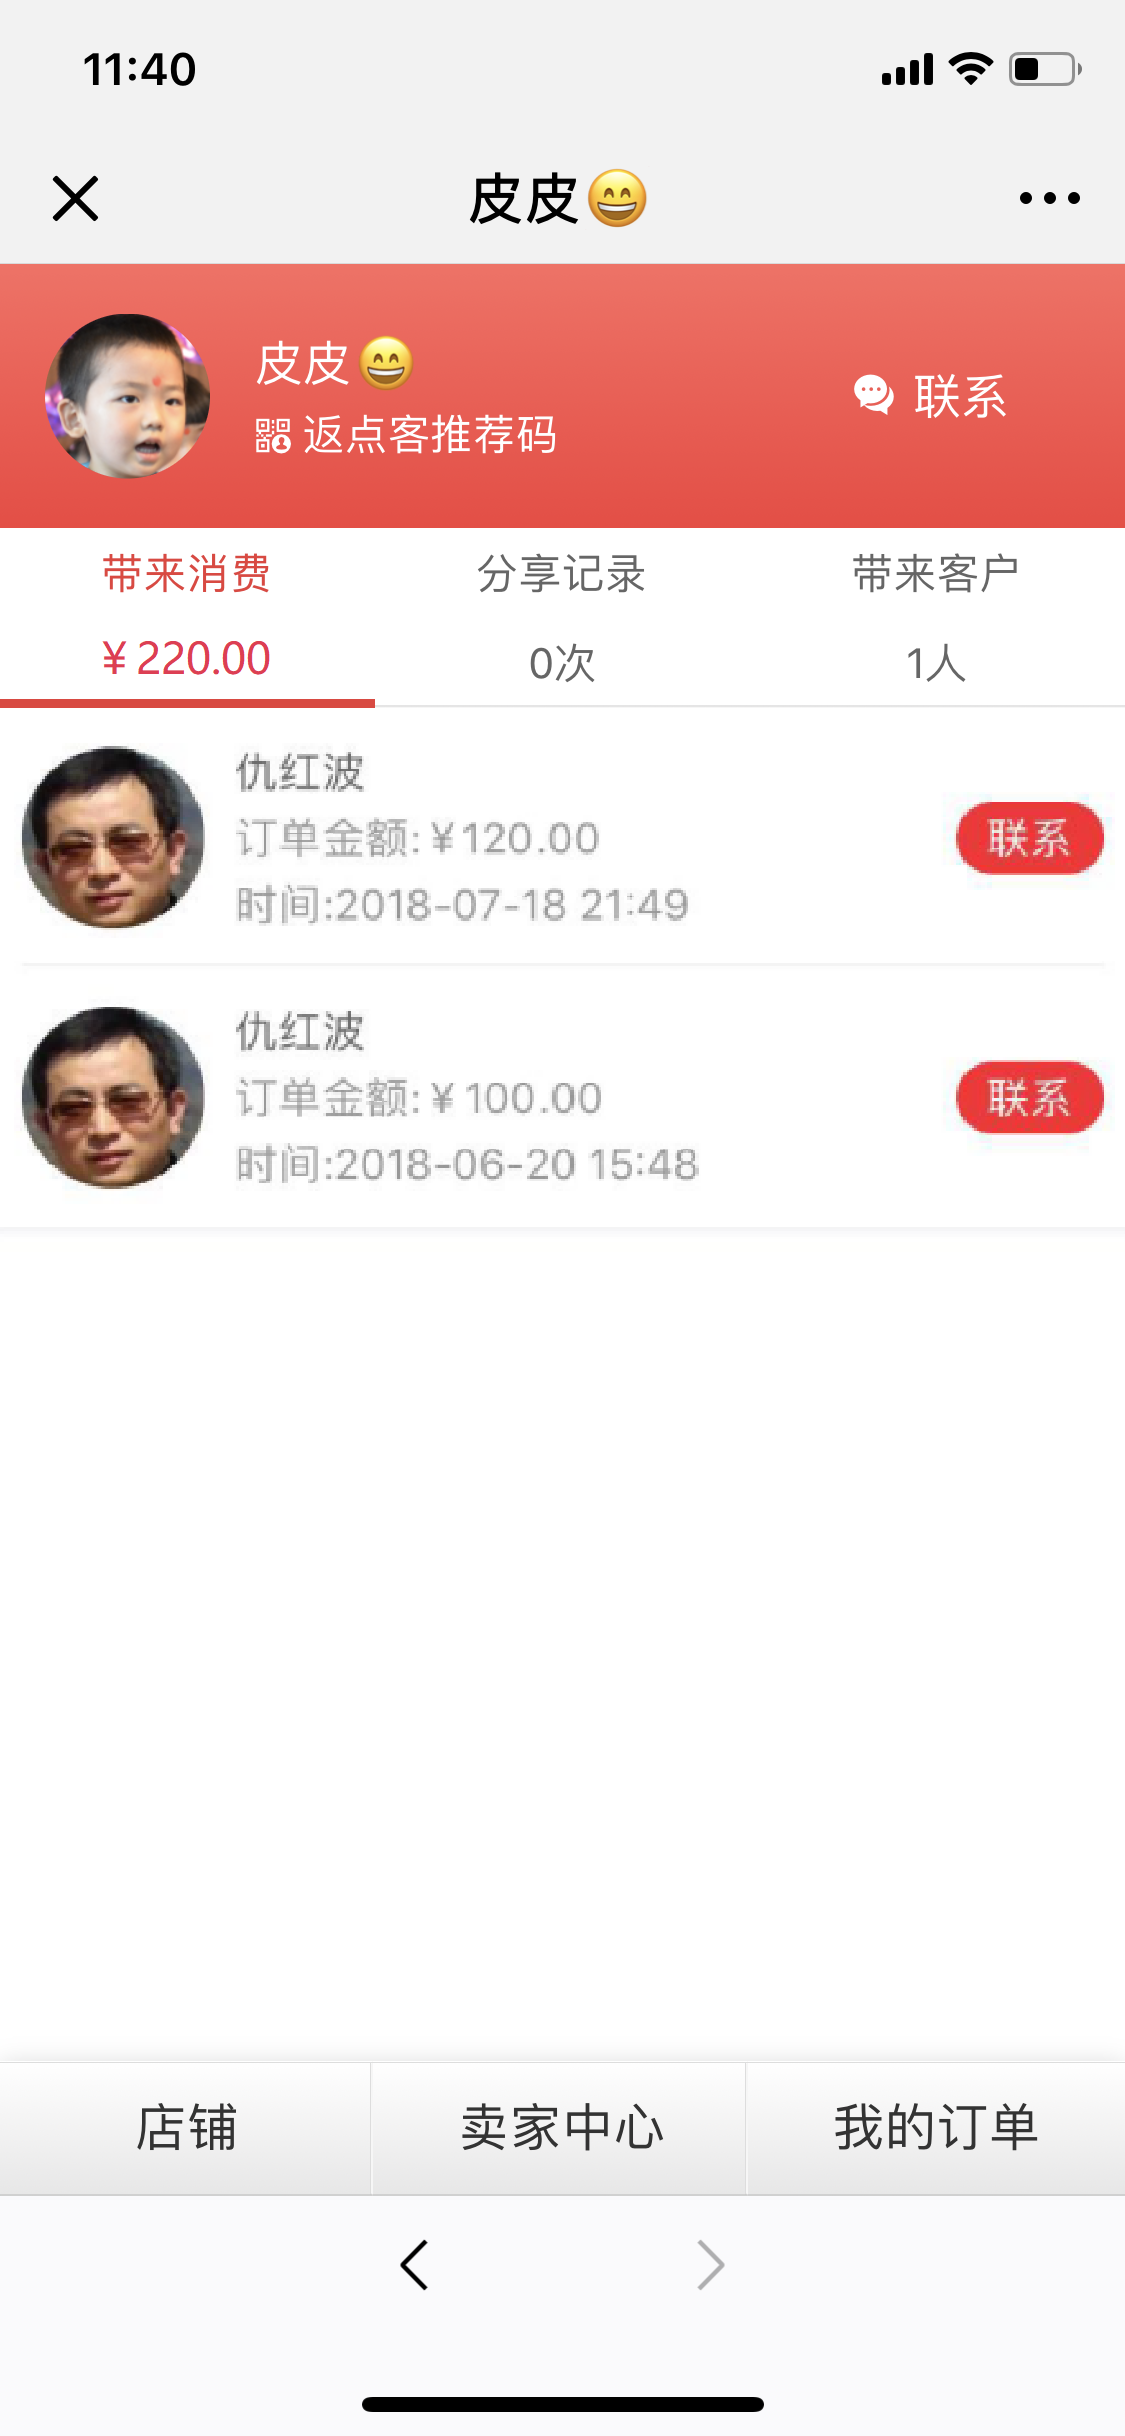 11:40
皮皮😄
皮皮😄
返点客推荐码
联系
带来消费 分享记录 带来客户
¥220.00 0次 1人
仇红波
订单金额:¥120.00
联系
时间:2018-07-18 21:49
仇红波
订单金额:¥100.00
联系
时间:2018-06-20 15:48
店铺 卖家中心 我的订单